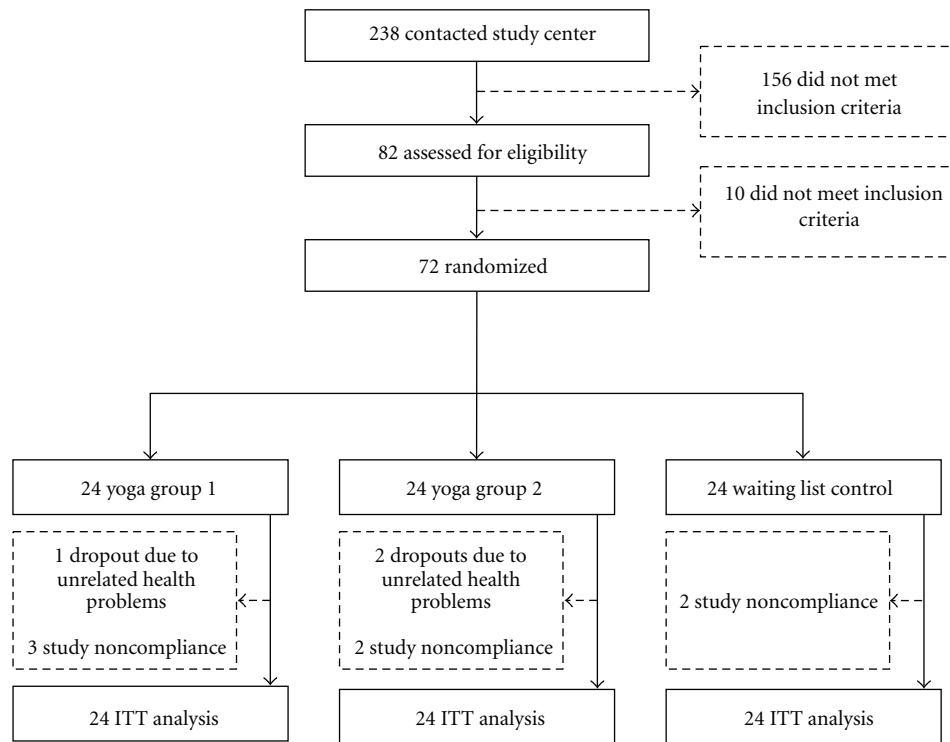 238 contacted study center
156 did not met
inclusion criteria
82 assessed for eligibility
10 did not meet inclusion
criteria
72 randomized
24 yoga group 1
24 yoga group 2
24 waiting list control
1 dropout due to
unrelated health
problems
3 study noncompliance
2 dropouts due to
unrelated health
problems
2 study noncompliance
2 study noncompliance
24 ITT analysis
24 ITT analysis
24 ITT analysis